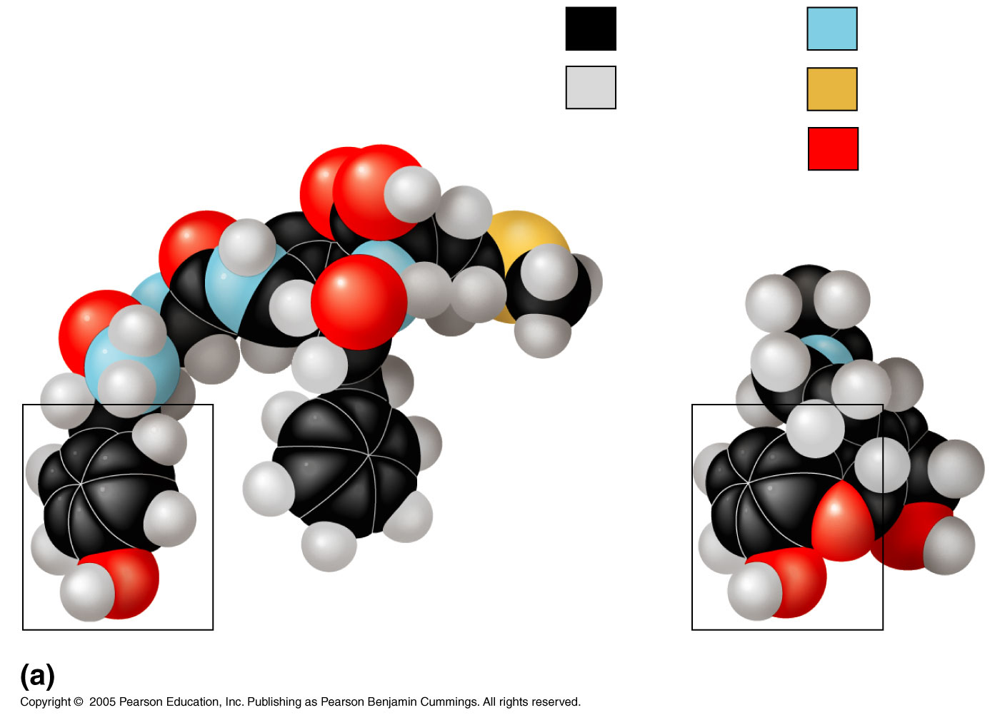 (a)
Copyright © 2005 Pearson Education, Inc. Publishing as Pearson Benjamin Cummings. All rights reserved.